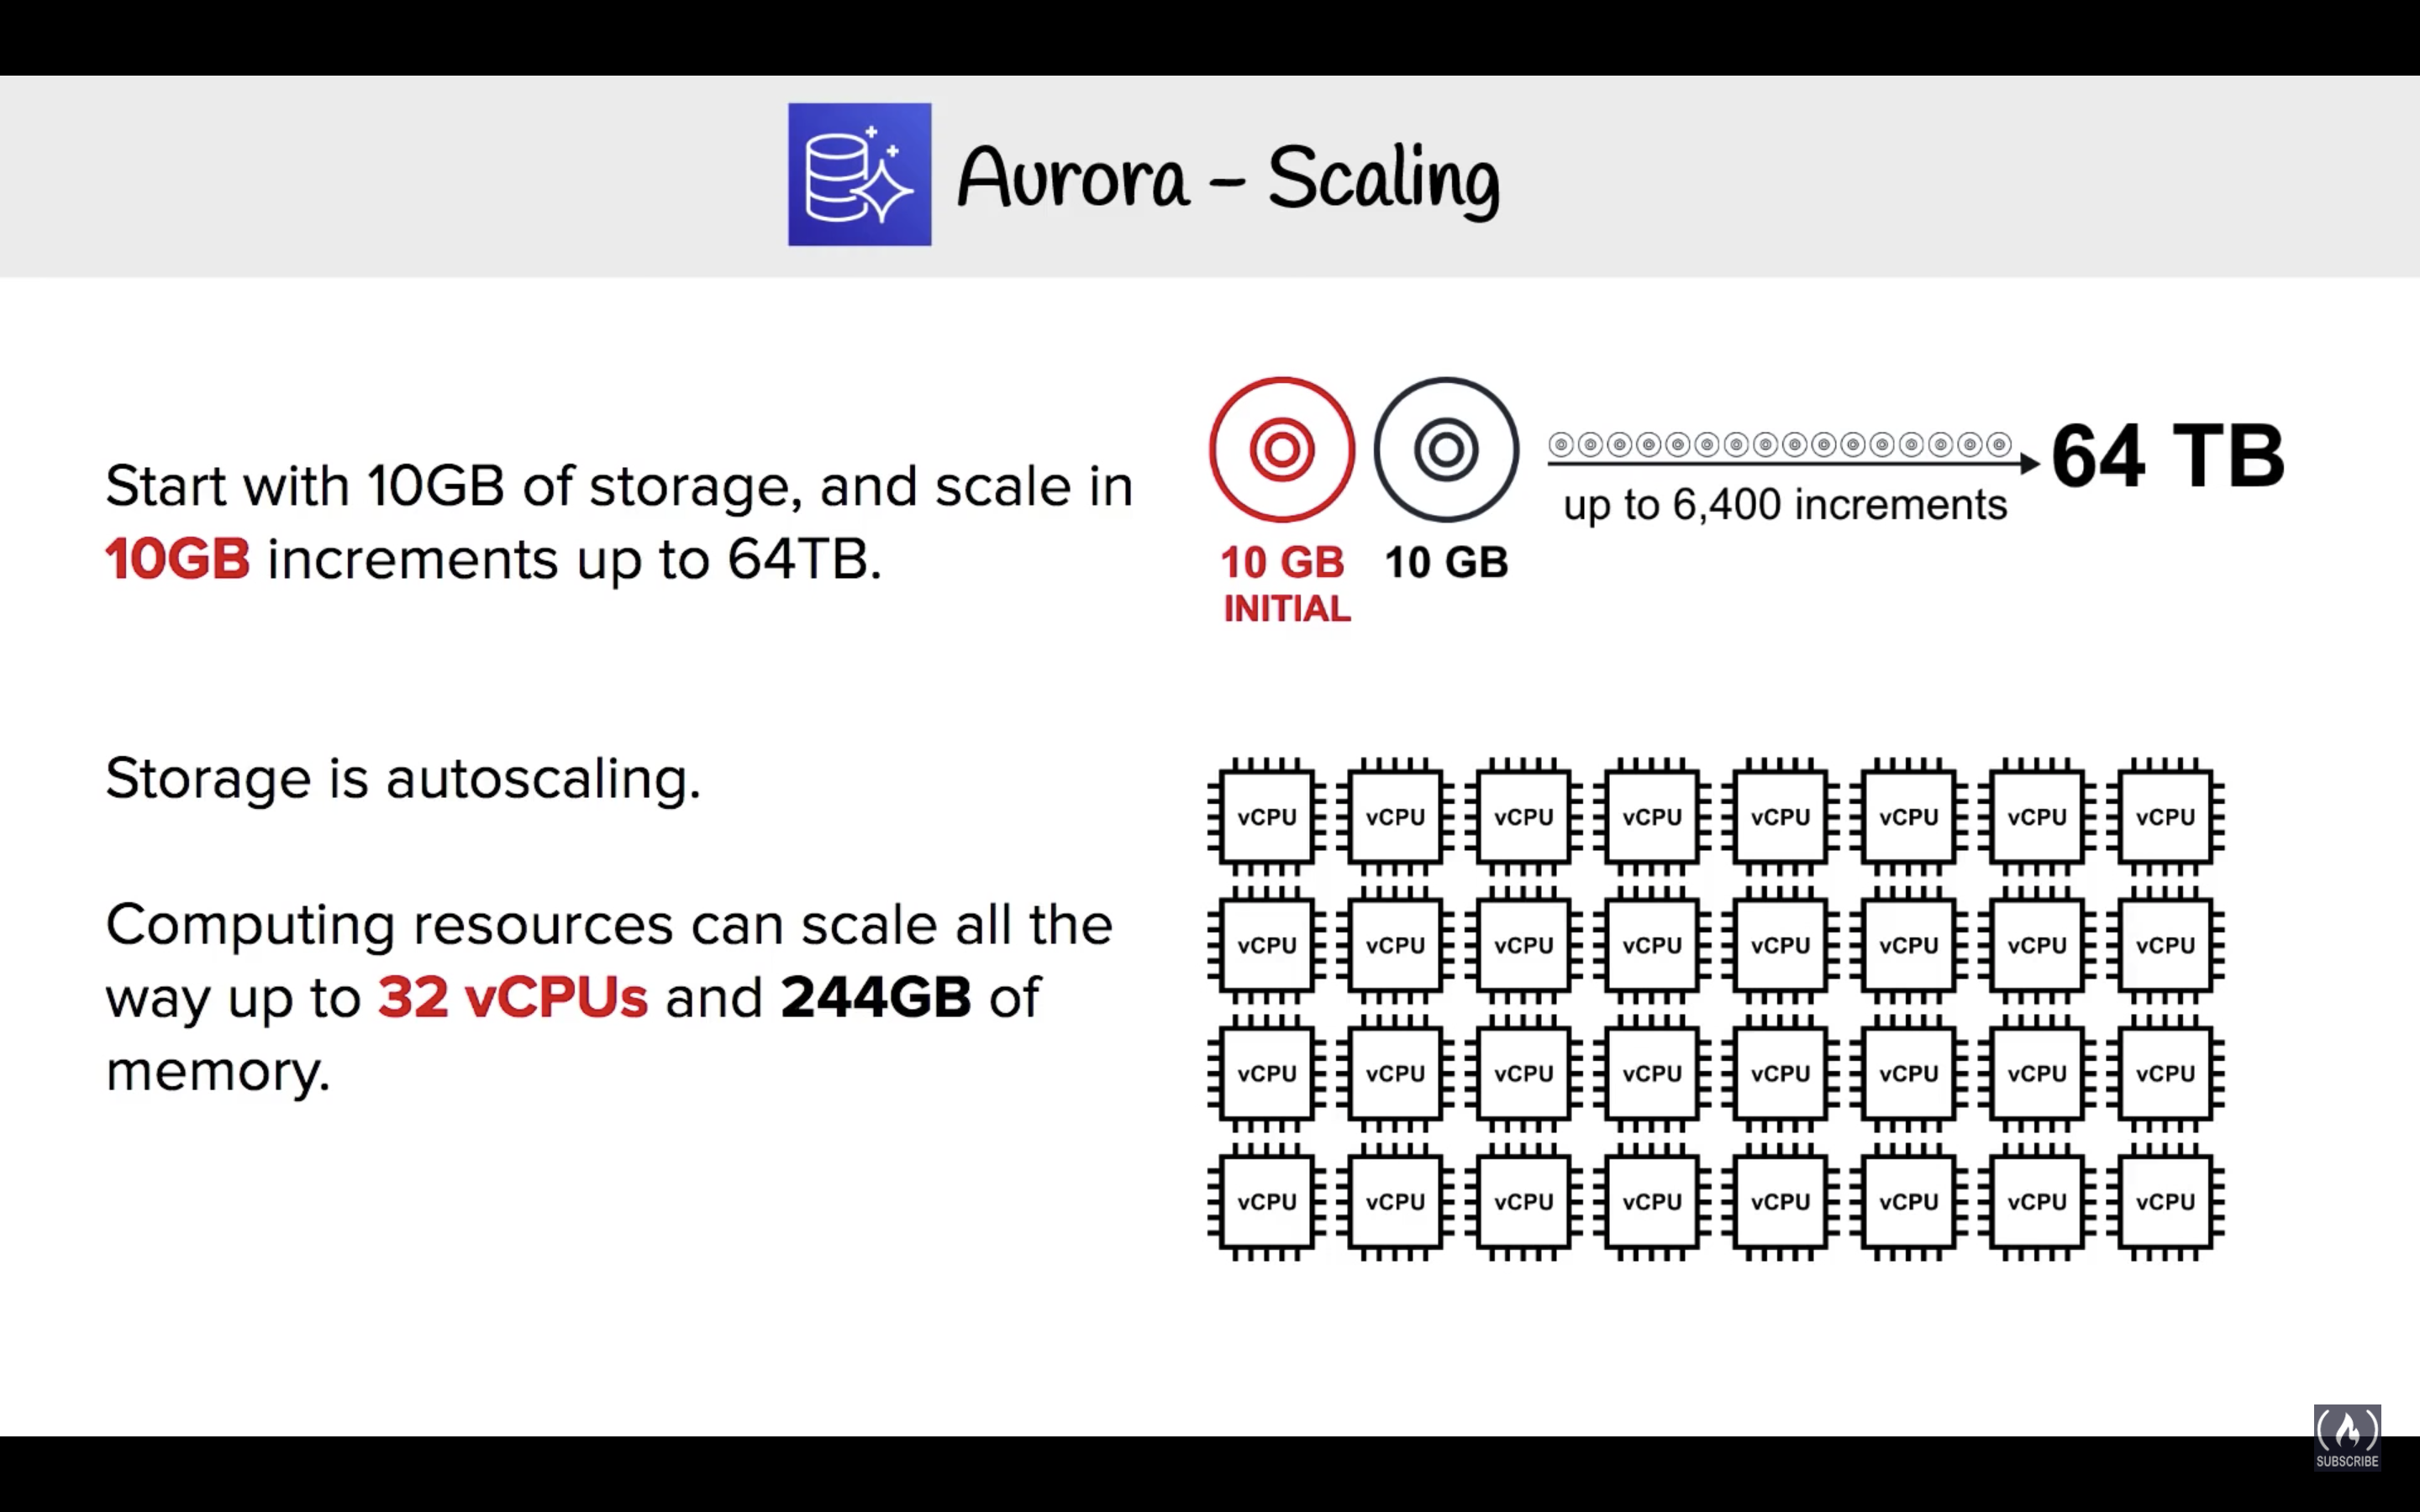 Aurora – Scaling
Start with 10GB of storage, and scale in
10GB increments up to 64TB.
10 GB
INITIAL
10 GB
up to 6,400 increments
64 TB
Storage is autoscaling.
Computing resources can scale all the
way up to 32 vCPUs and 244GB of
memory.
vCPU vCPU vCPU vCPU vCPU vCPU vCPU vCPU
vCPU vCPU vCPU vCPU vCPU vCPU vCPU vCPU
vCPU vCPU vCPU vCPU vCPU vCPU vCPU vCPU
vCPU vCPU vCPU vCPU vCPU vCPU vCPU vCPU
SUBSCRIBE